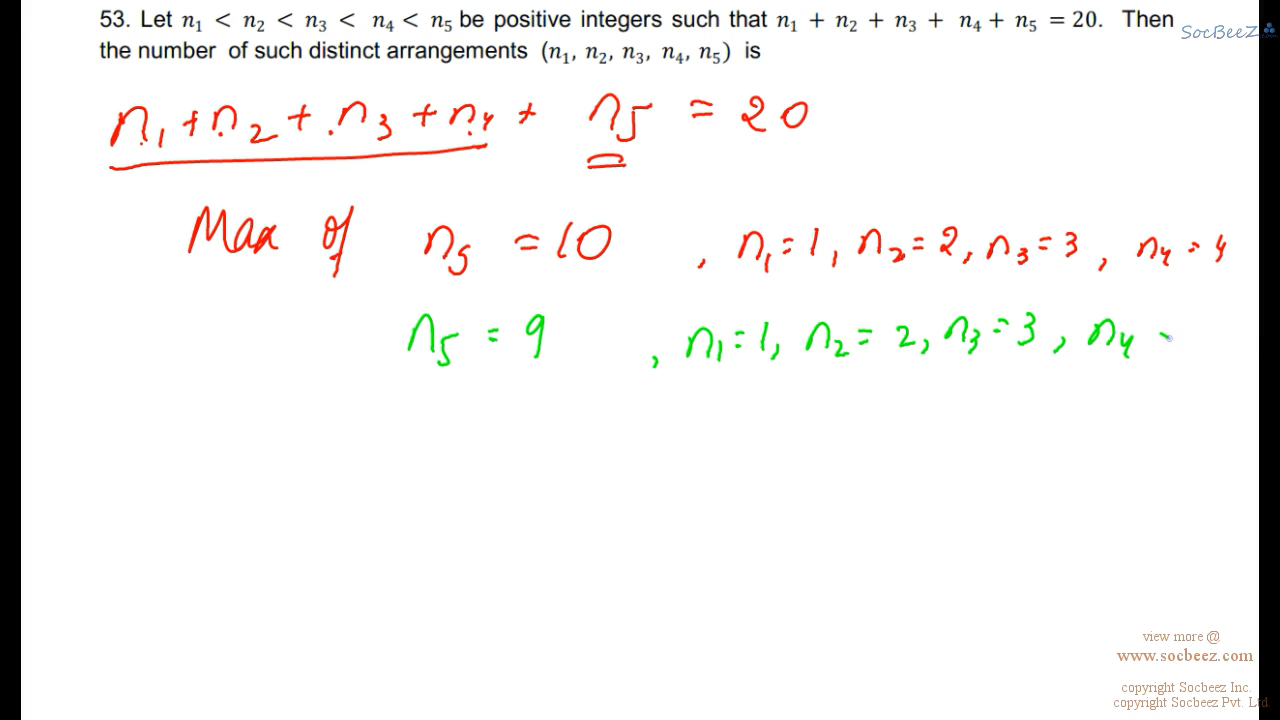 53. Let n₁ < n₂ < n₃ < n₄ < n₅ be positive integers such that n₁ + n₂ + n₃ + n₄ + n₅ = 20. Then
SocBeeZ.com
the number of such distinct arrangements (n₁, n₂, n₃, n₄, n₅) is
n₁ + n₂ + n₃ + n₄ + n₅ = 20
Max of n₅ = 10 , n₁ = 1, n₂ = 2, n₃ = 3, n₄ = 4
n₅ = 9 , n₁ = 1, n₂ = 2, n₃ = 3, n₄ -
view more @
www.socbeez.com
copyright Socbeez Inc.
copyright Socbeez Pvt. Ltd